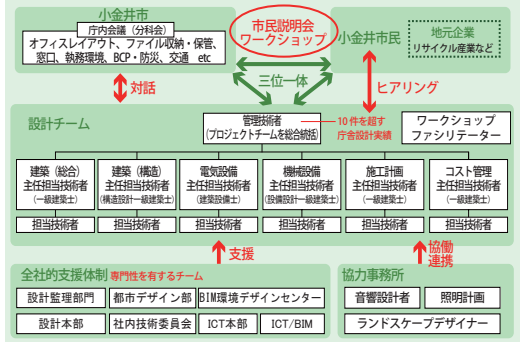 小金井市
庁内会議（分科会）
オフィスレイアウト、ファイル収納・保管、
窓口、執務環境、BCP・防災、交通　etc
市民説明会
ワークショップ
小金井市民
地元企業
リサイクル産業など
三位一体
対話
ヒアリング
設計チーム
管理技術者
（プロジェクトチームを総合統括）
10件を超す
庁舎設計実績
ワークショップ
ファシリテーター
建築（総合）
主任担当技術者
（一級建築士）
建築（構造）
主任担当技術者
（構造設計一級建築士）
電気設備
主任担当技術者
（建築設備士）
機械設備
主任担当技術者
（設備設計一級建築士）
施工計画
主任担当技術者
（一級建築士）
コスト管理
主任担当技術者
（一級建築士）
担当技術者
担当技術者
担当技術者
担当技術者
担当技術者
担当技術者
支援
協働
連携
全社的支援体制 専門性を有するチーム
設計監理部門
都市デザイン部
BIM環境デザインセンター
設計本部
社内技術委員会
ICT本部
ICT/BIM
協力事務所
音響設計者
照明計画
ランドスケープデザイナー